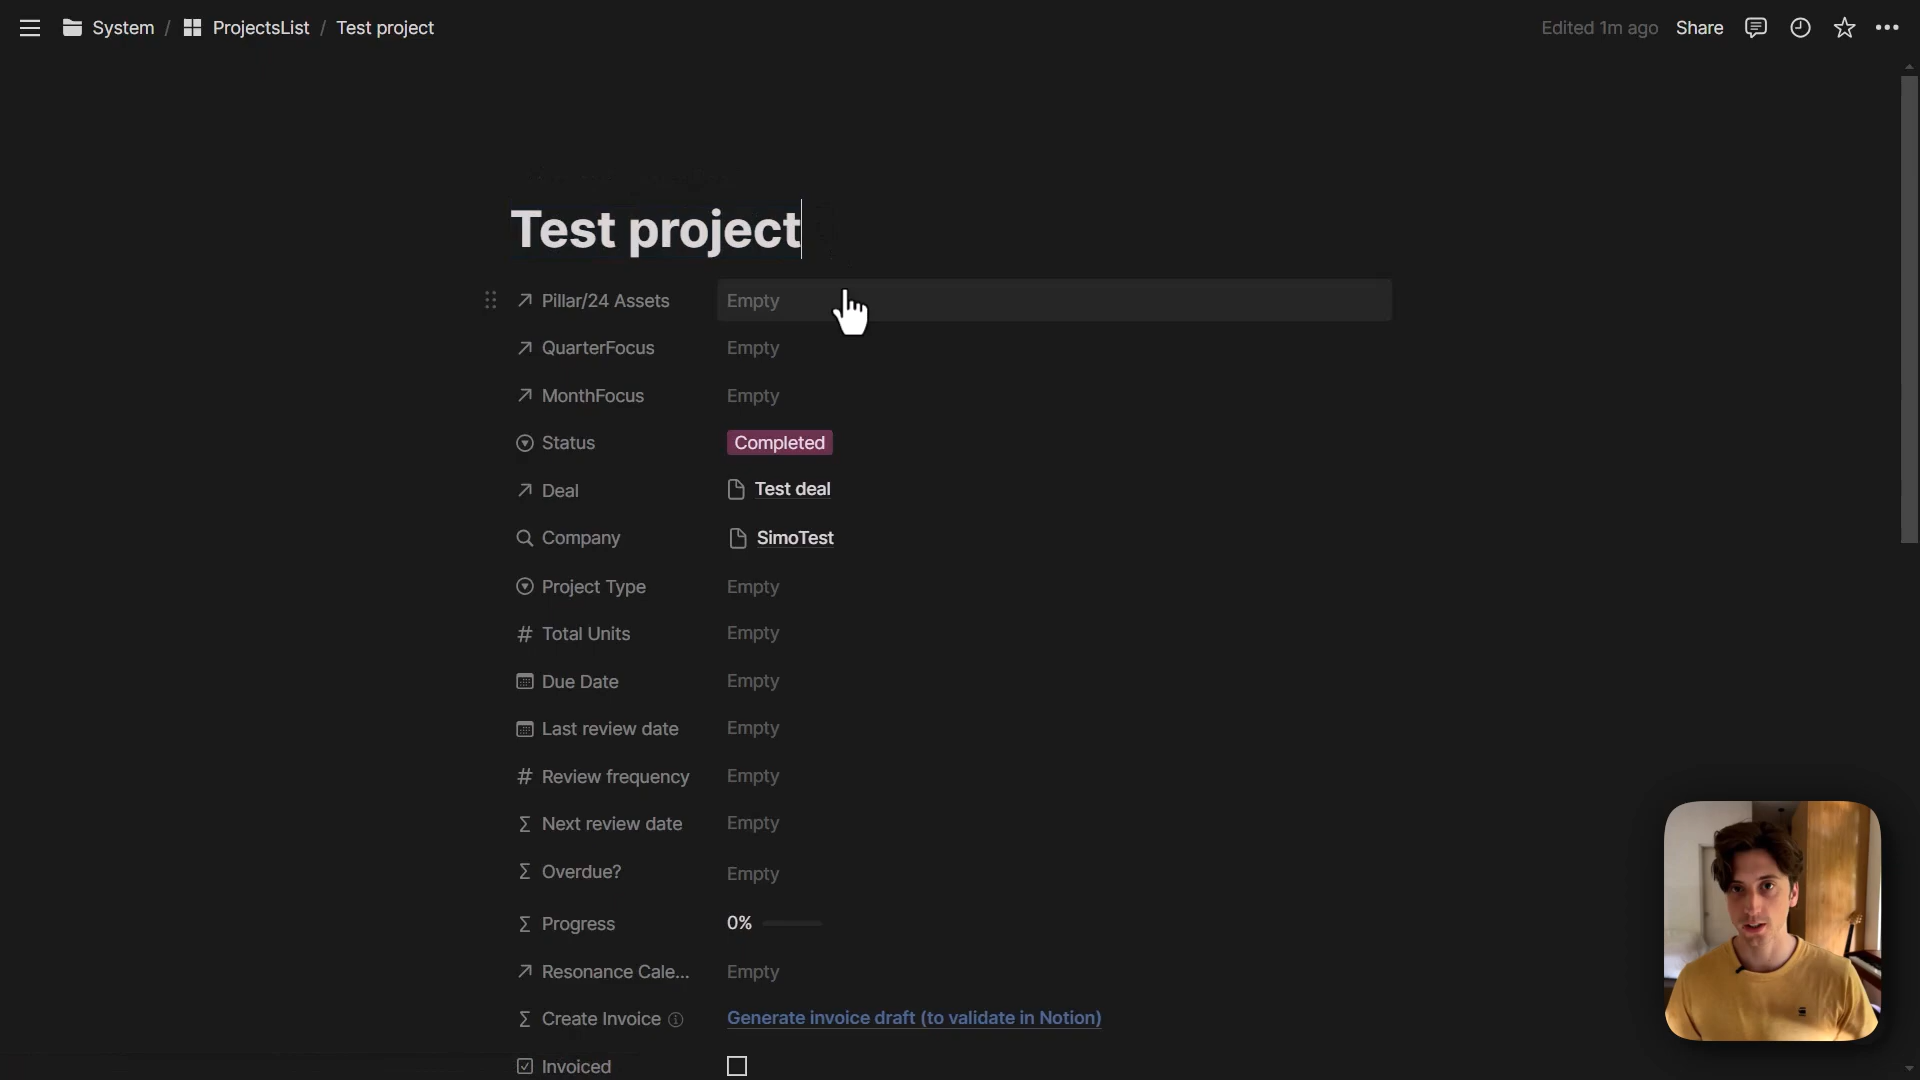 System / ProjectsList / Test project
Edited 1m ago Share
Test project
Pillar/24 Assets Empty
QuarterFocus Empty
MonthFocus Empty
Status Completed
Deal Test deal
Company SimoTest
Project Type Empty
Total Units Empty
Due Date Empty
Last review date Empty
Review frequency Empty
Next review date Empty
Overdue? Empty
Progress 0%
Resonance Cale... Empty
Create Invoice Generate invoice draft (to validate in Notion)
Invoiced